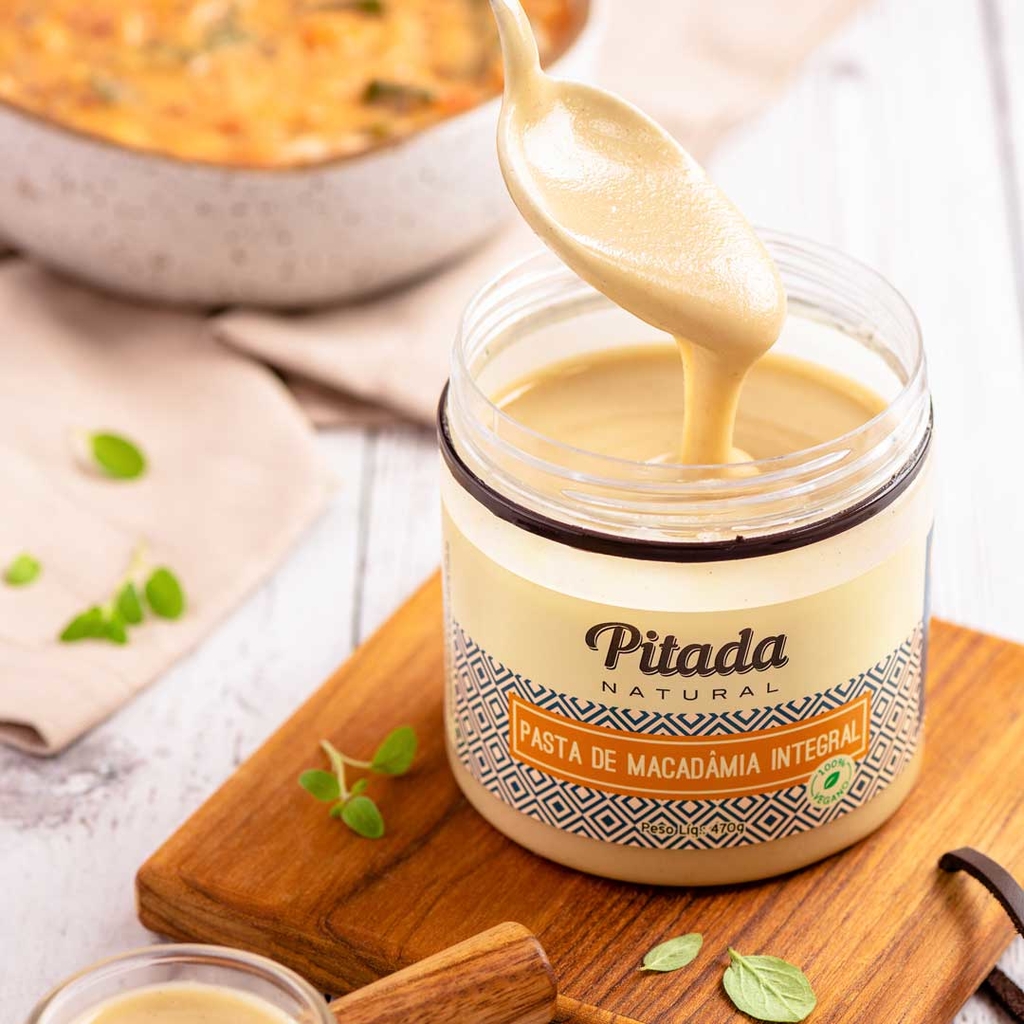 Pitada
NATURAL
PASTA DE MACADÂMIA INTEGRAL
100%
VEGANO
Peso Líq.: 470g